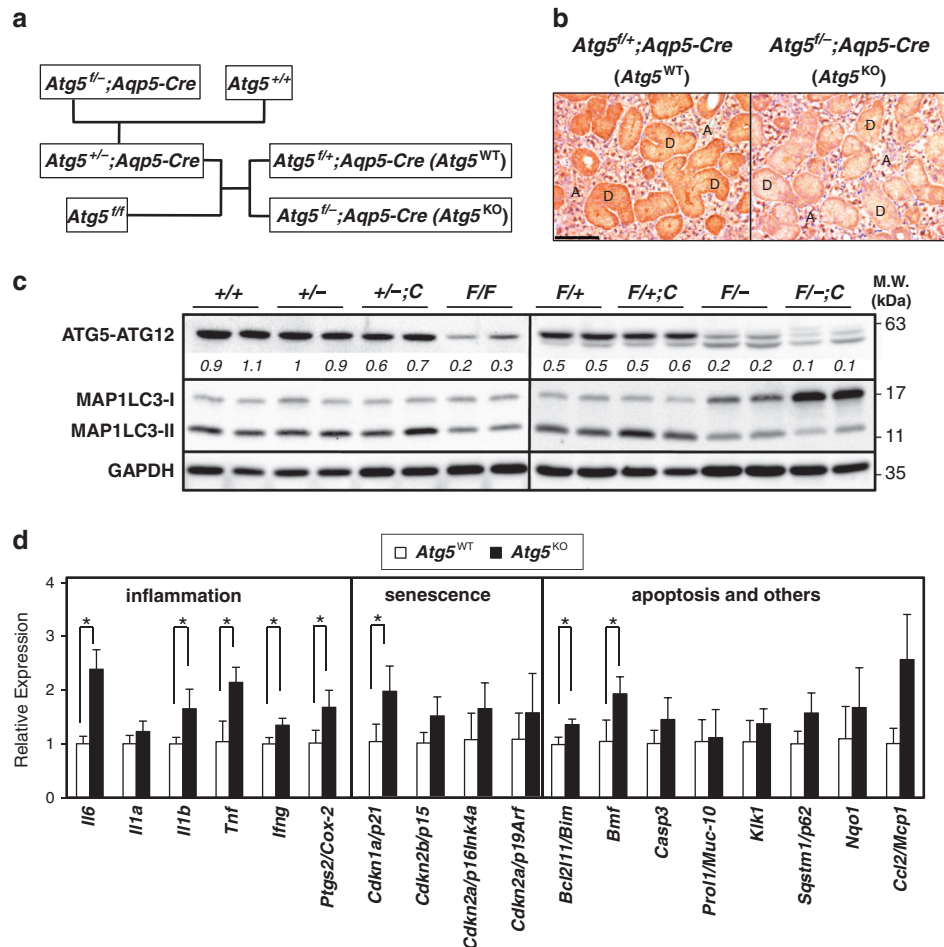 a
Atg5f/–;Aqp5-Cre
Atg5+/+
Atg5+/–;Aqp5-Cre
Atg5f/+;Aqp5-Cre (Atg5WT)
Atg5f/f
Atg5f/–;Aqp5-Cre (Atg5KO)
b
Atg5f/+;Aqp5-Cre
(Atg5WT)
Atg5f/–;Aqp5-Cre
(Atg5KO)
D A D D A D
D A D D A
c
+/+ +/– +/–;C F/F F/+ F/+;C F/– F/–;C M.W. (kDa)
ATG5-ATG12 63
0.9 1.1 1 0.9 0.6 0.7 0.2 0.3 0.5 0.5 0.5 0.6 0.2 0.2 0.1 0.1
MAP1LC3-I 17
MAP1LC3-II 11
GAPDH 35
d
Atg5WT Atg5KO
inflammation senescence apoptosis and others
* * * * * * * *
Relative Expression
4
3
2
1
0
Il6
Il1a
Il1b
Tnf
Ifng
Ptgs2/Cox-2
Cdkn1a/p21
Cdkn2b/p15
Cdkn2a/p16Ink4a
Cdkn2a/p19Arf
Bcl2l11/Bim
Bmf
Casp3
Prol1/Muc-10
Klk1
Sqstm1/p62
Nqo1
Ccl2/Mcp1